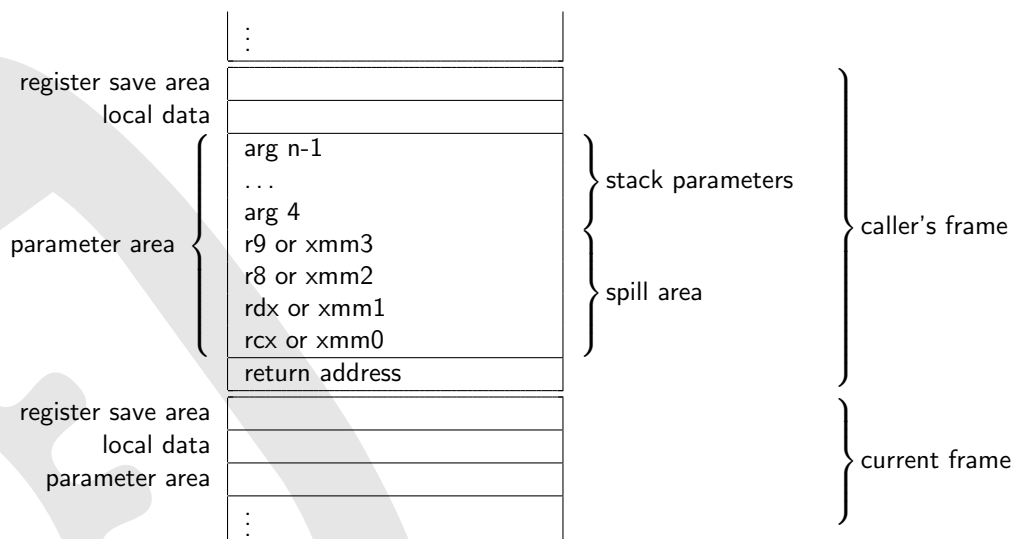 ⋮
register save area
local data
arg n-1
. . .
stack parameters
arg 4
caller's frame
parameter area
r9 or xmm3
r8 or xmm2
spill area
rdx or xmm1
rcx or xmm0
return address
register save area
local data
current frame
parameter area
⋮